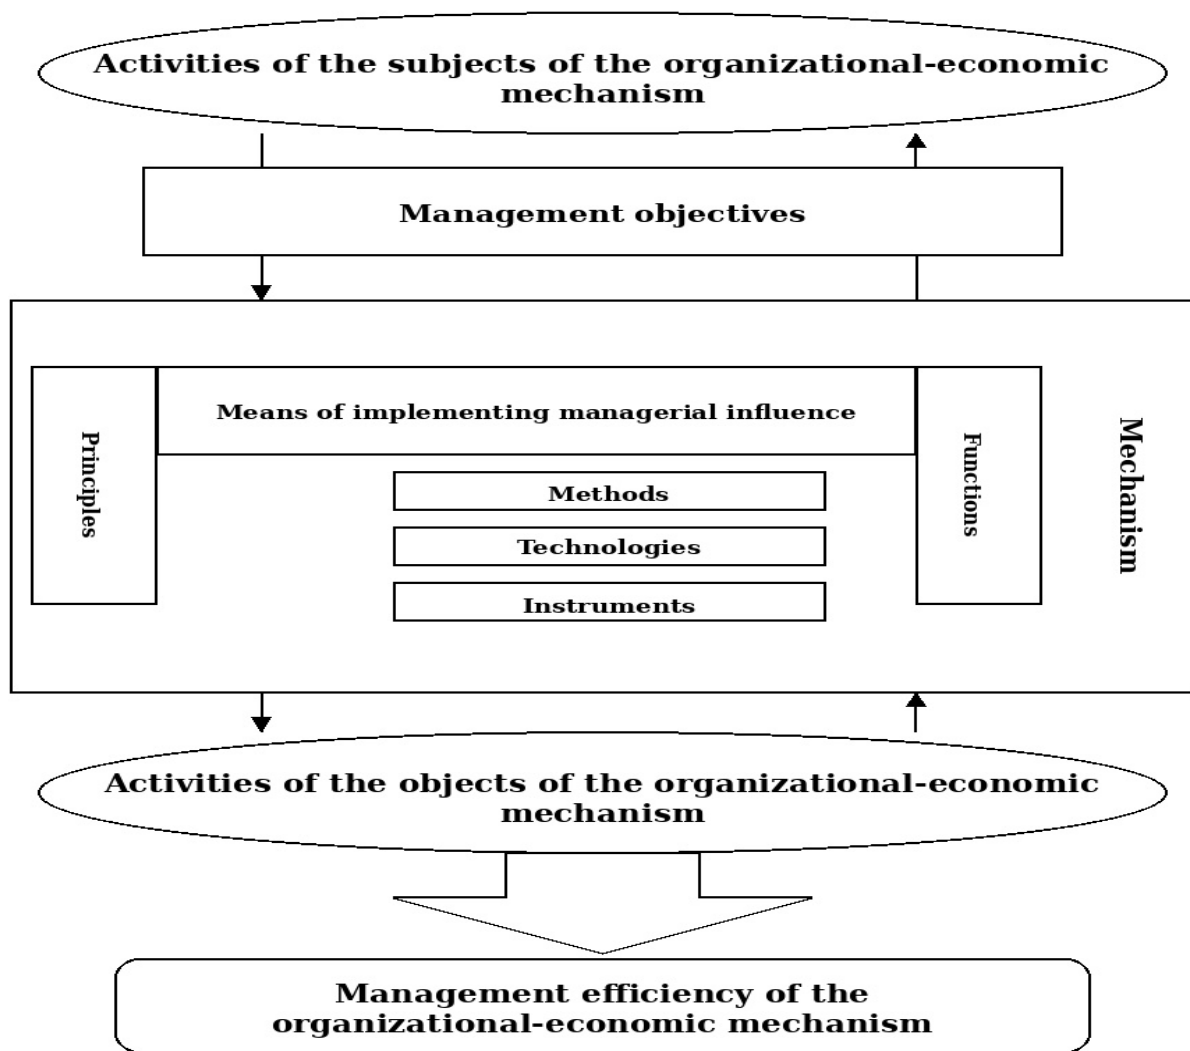 Activities of the subjects of the organizational-economic
mechanism
Management objectives
Means of implementing managerial influence
Principles
Functions
Mechanism
Methods
Technologies
Instruments
Activities of the objects of the organizational-economic
mechanism
Management efficiency of the
organizational-economic mechanism